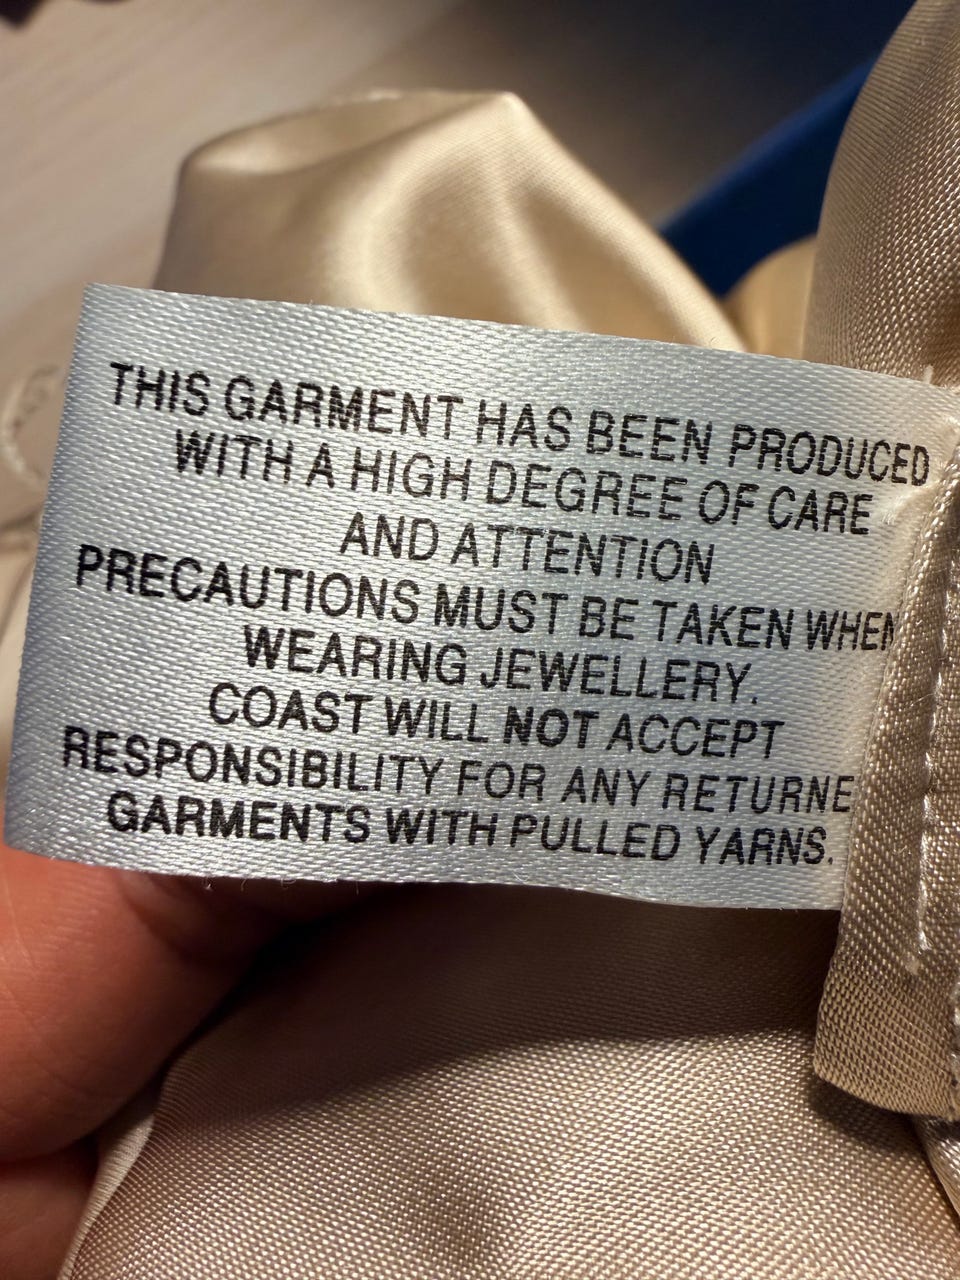 THIS GARMENT HAS BEEN PRODUCED
WITH A HIGH DEGREE OF CARE
AND ATTENTION
PRECAUTIONS MUST BE TAKEN WHEN
WEARING JEWELLERY.
COAST WILL NOT ACCEPT
RESPONSIBILITY FOR ANY RETURNE
GARMENTS WITH PULLED YARNS.